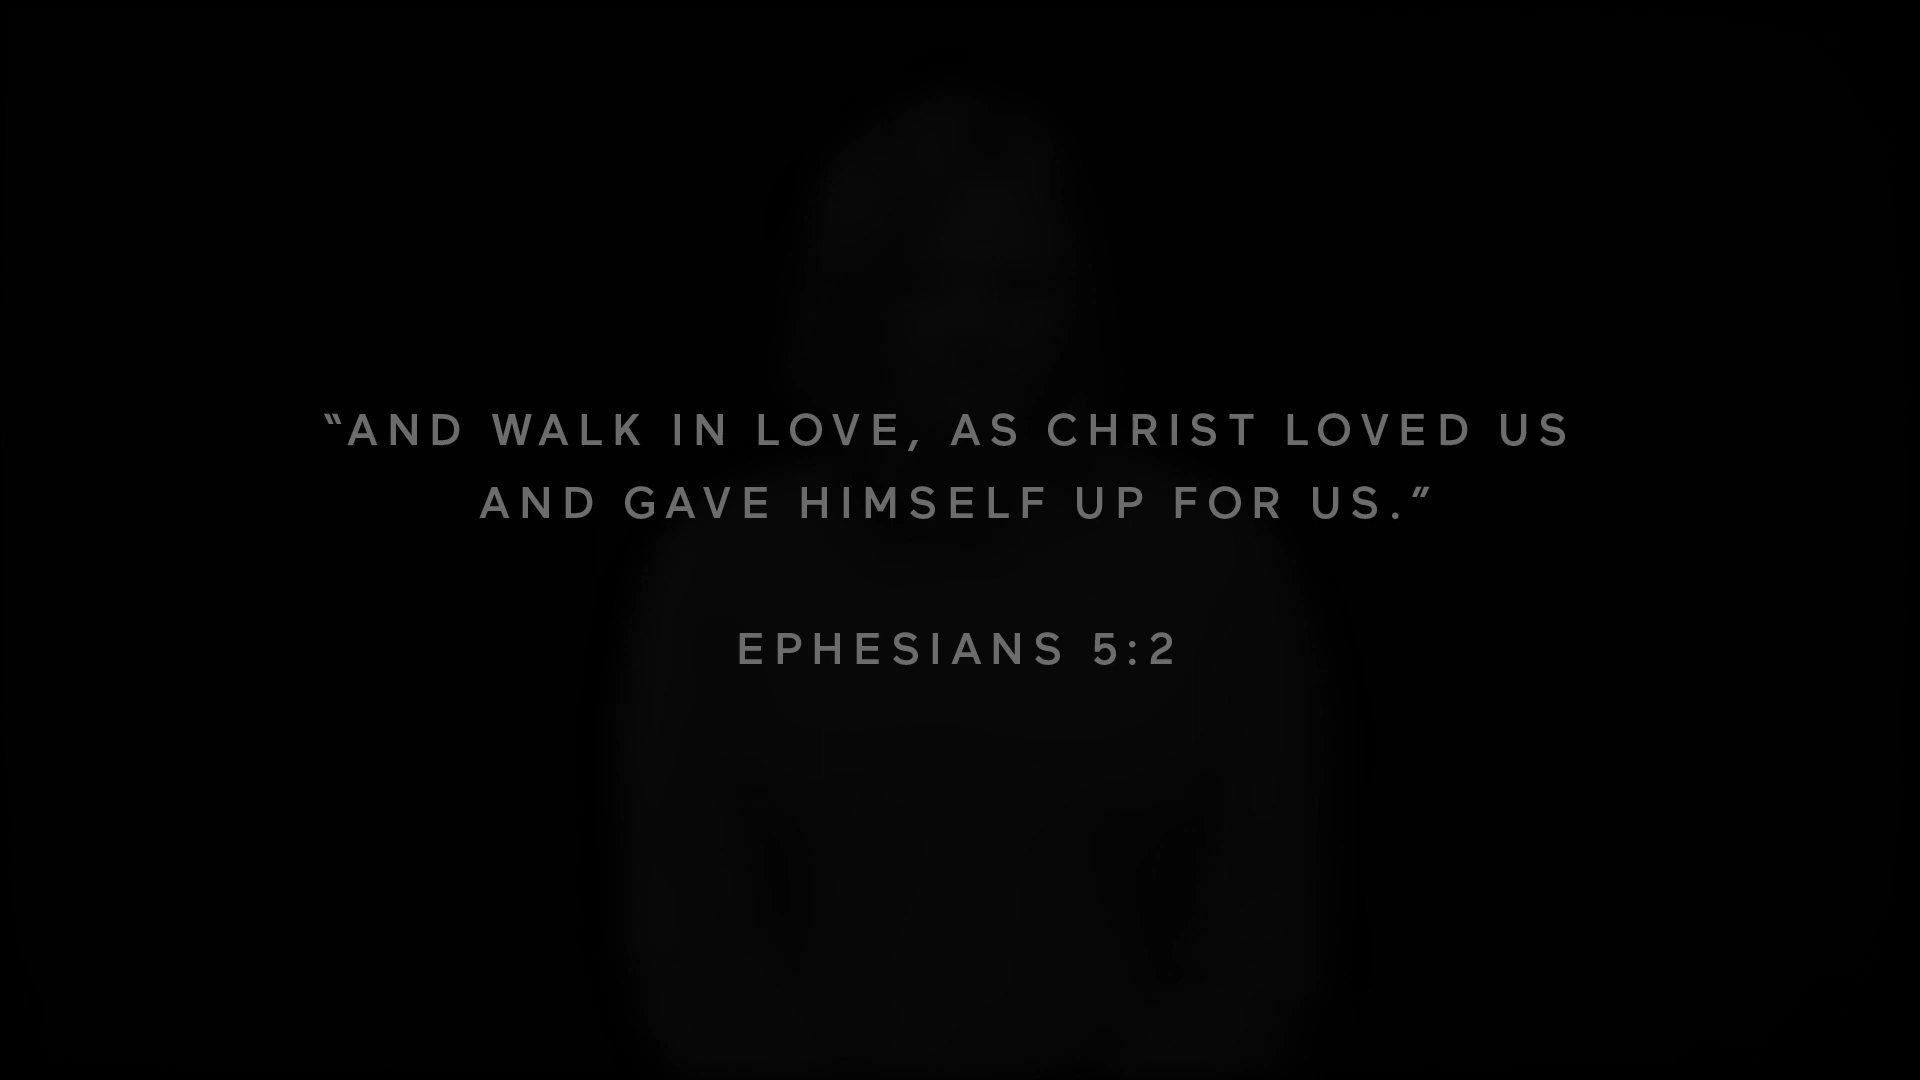 “AND WALK IN LOVE, AS CHRIST LOVED US
AND GAVE HIMSELF UP FOR US.”
EPHESIANS 5:2